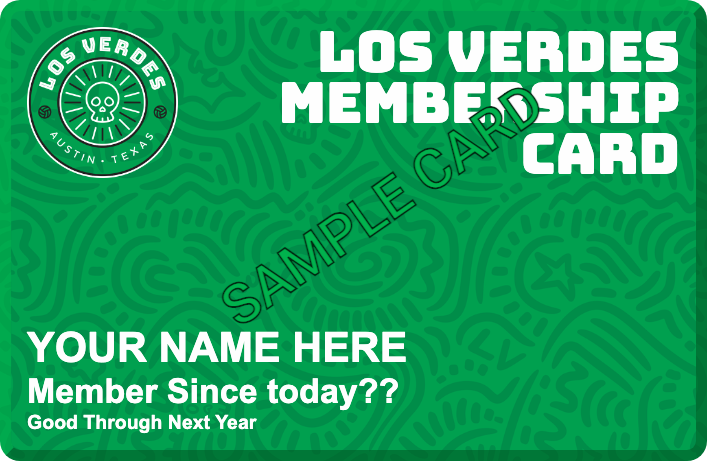 LOS VERDES
AUSTIN • TEXAS
LOS VERDES
MEMBERSHIP
CARD
SAMPLE CARD
YOUR NAME HERE
Member Since today??
Good Through Next Year